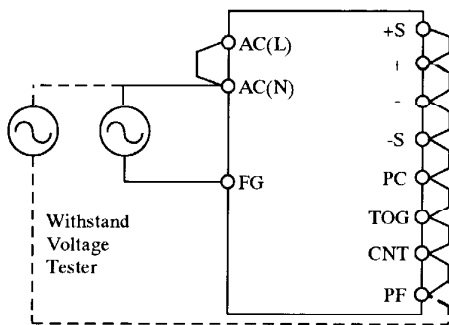 AC(L)
AC(N)
FG
+S
+
-
-S
PC
TOG
CNT
PF
Withstand
Voltage
Tester